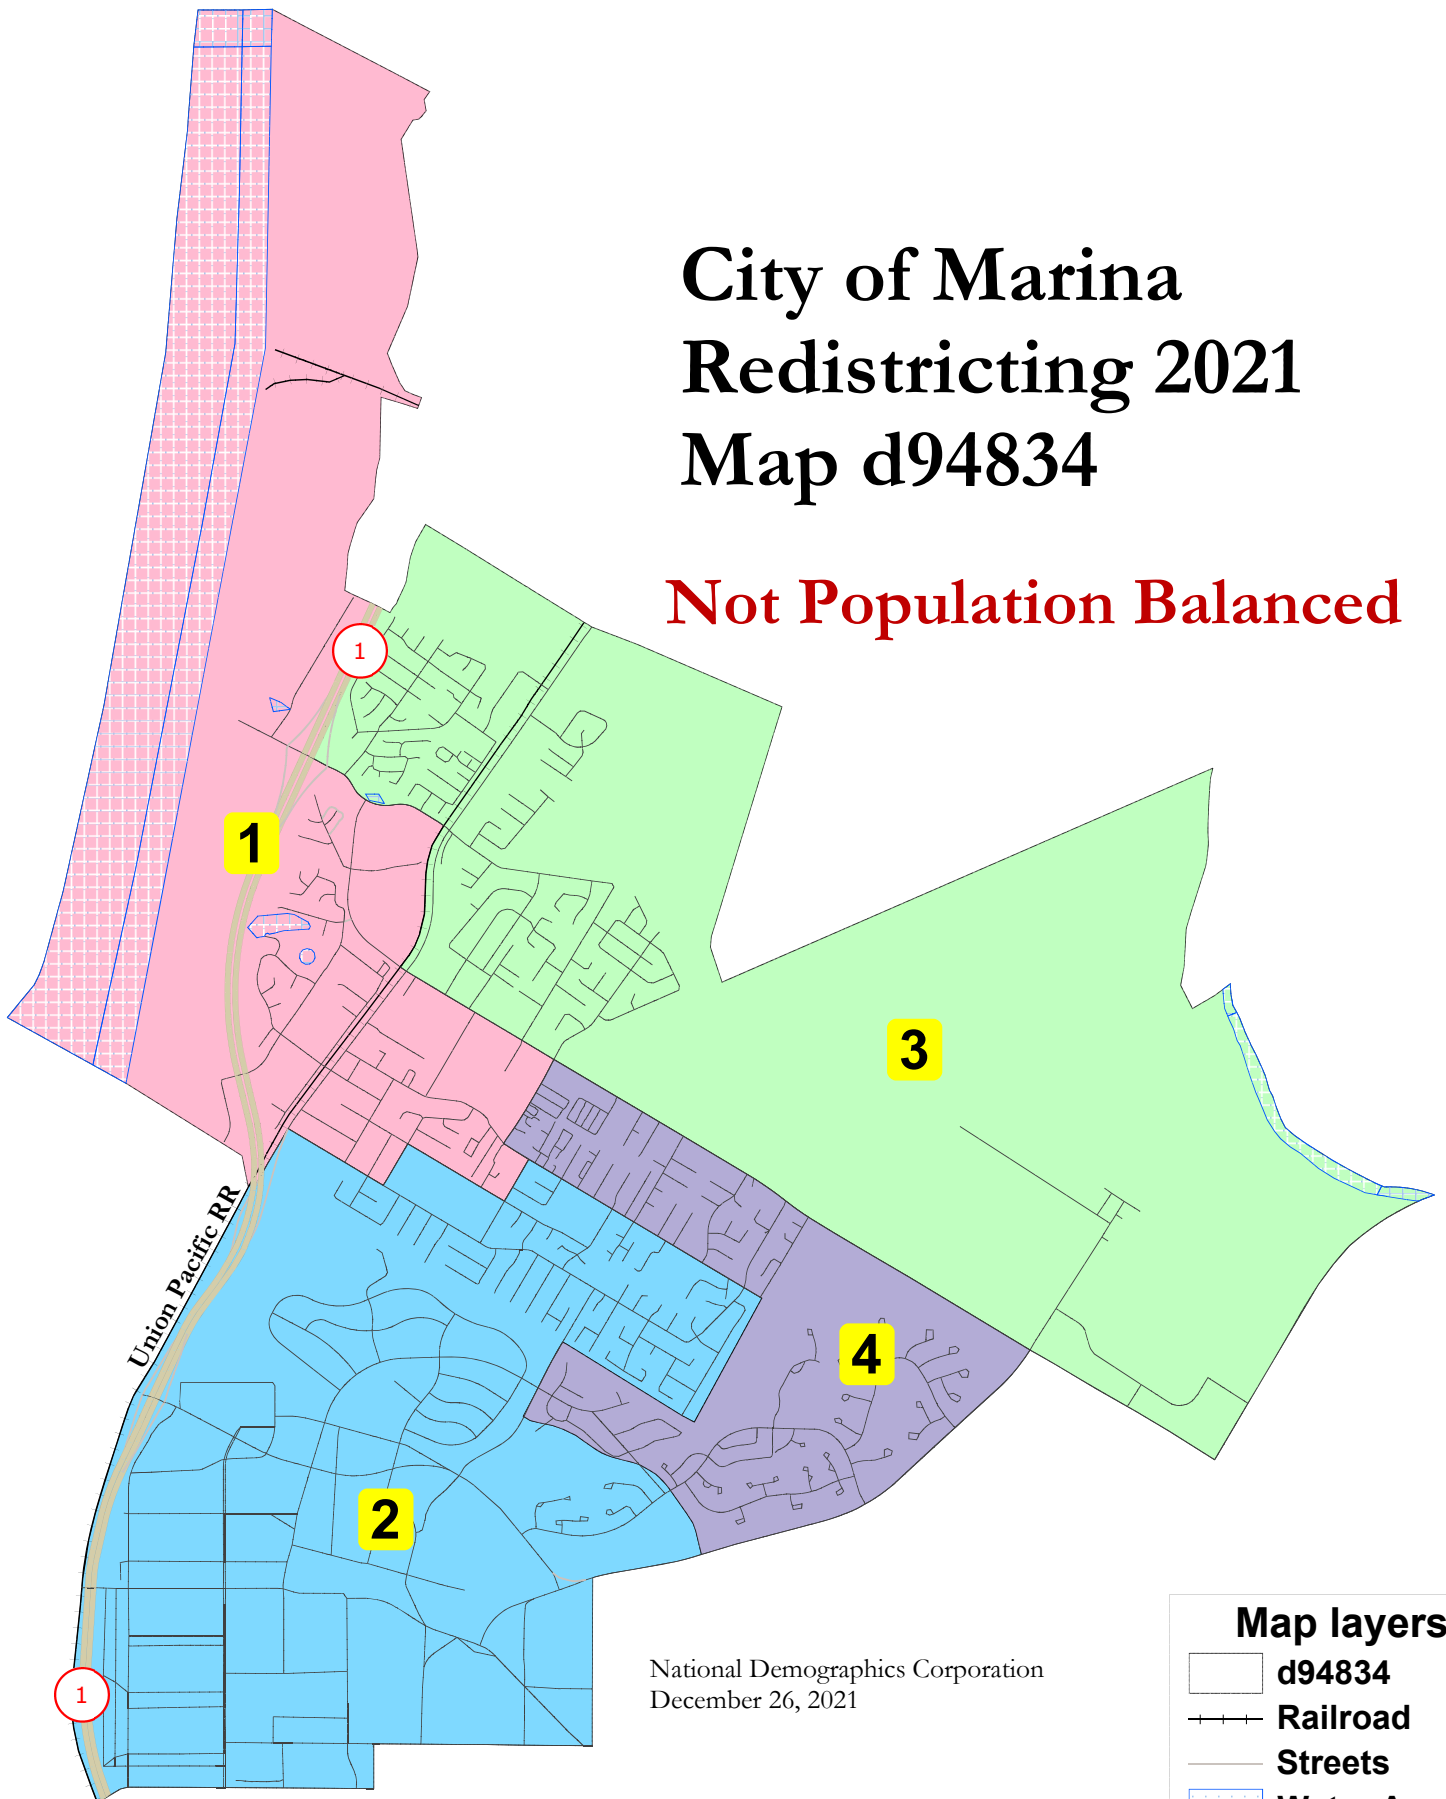 City of Marina
Redistricting 2021
Map d94834
Not Population Balanced
1
1
3
Union Pacific RR
4
2
National Demographics Corporation
December 26, 2021
1
Map layers
d94834
Railroad
Streets